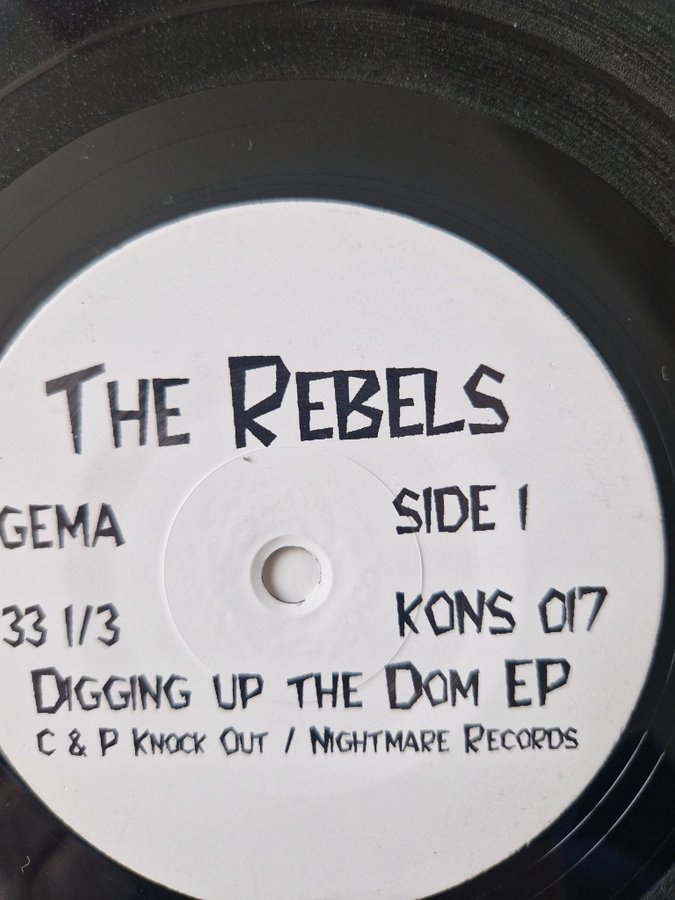 The Rebels
GEMA
SIDE 1
33 1/3
KONS 017
Digging up the Dom EP
C & P Knock Out / Nightmare Records